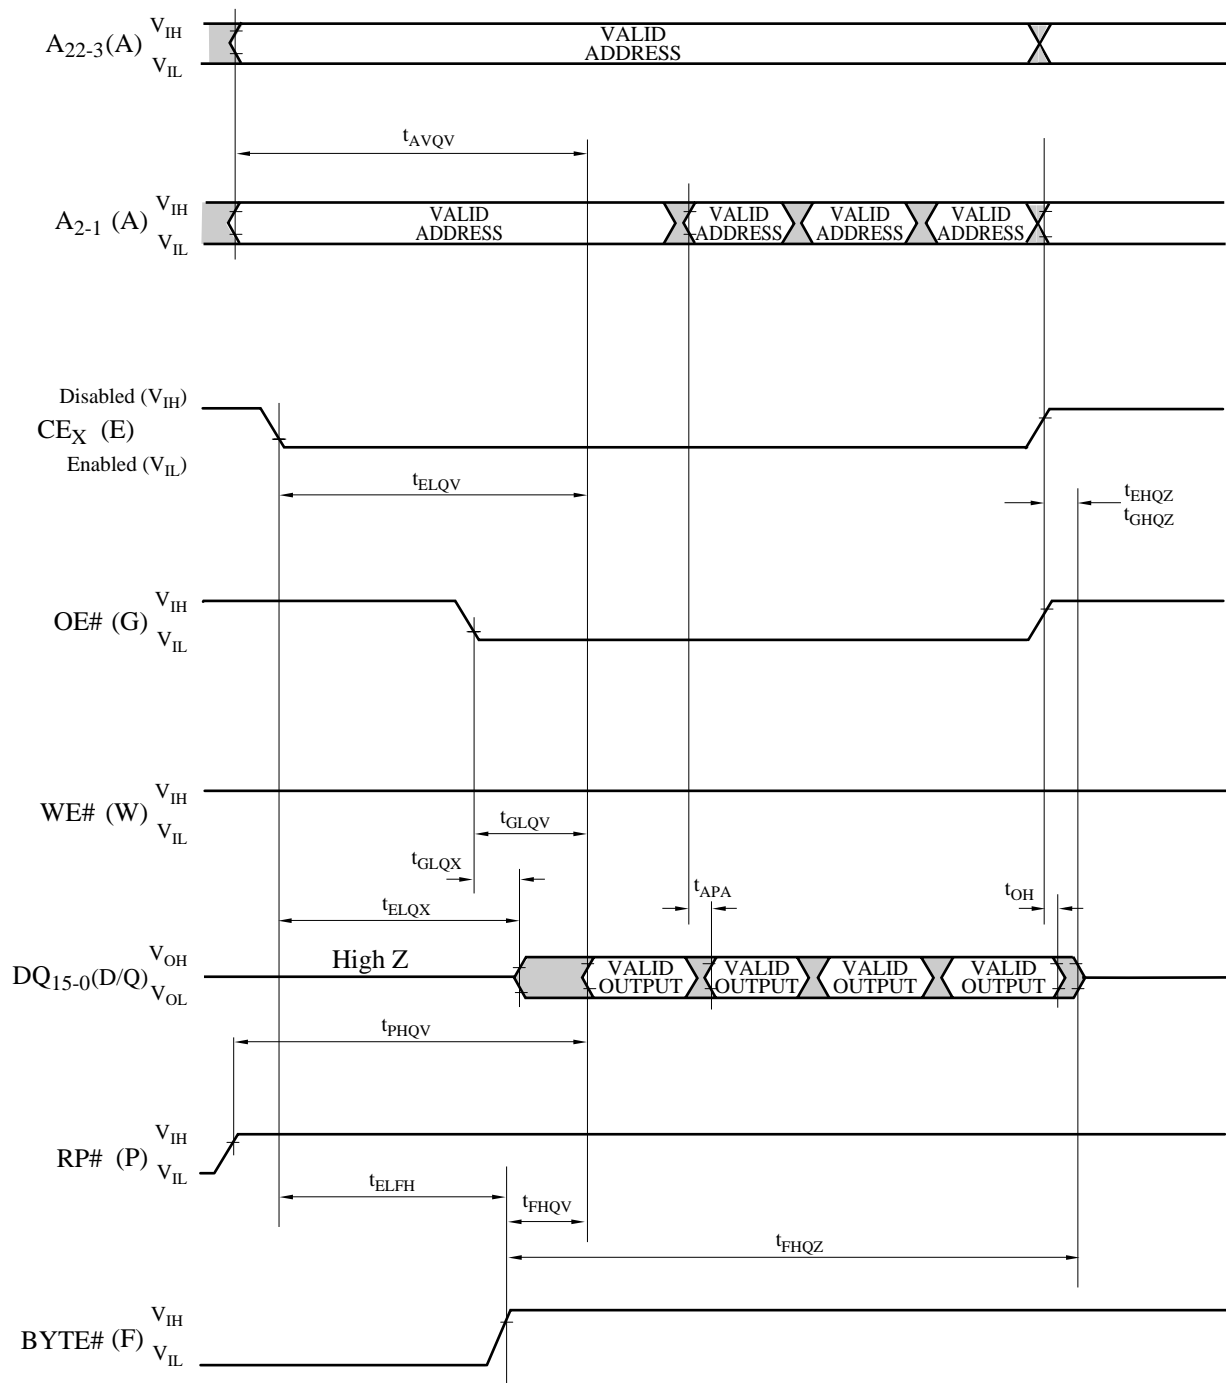 A22-3(A) VIH
VIL
VALID
ADDRESS
tAVQV
A2-1 (A) VIH
VIL
VALID
ADDRESS
VALID
ADDRESS
VALID
ADDRESS
VALID
ADDRESS
Disabled (VIH)
CEX (E)
Enabled (VIL)
tELQV
tEHQZ
tGHQZ
VIH
OE# (G)
VIL
VIH
WE# (W)
VIL
tGLQV
tGLQX
tAPA
tOH
tELQX
VOH
DQ15-0(D/Q)
VOL
High Z
VALID
OUTPUT
VALID
OUTPUT
VALID
OUTPUT
VALID
OUTPUT
tPHQV
VIH
RP# (P)
VIL
tELFH
tFHQV
tFHQZ
VIH
BYTE# (F)
VIL